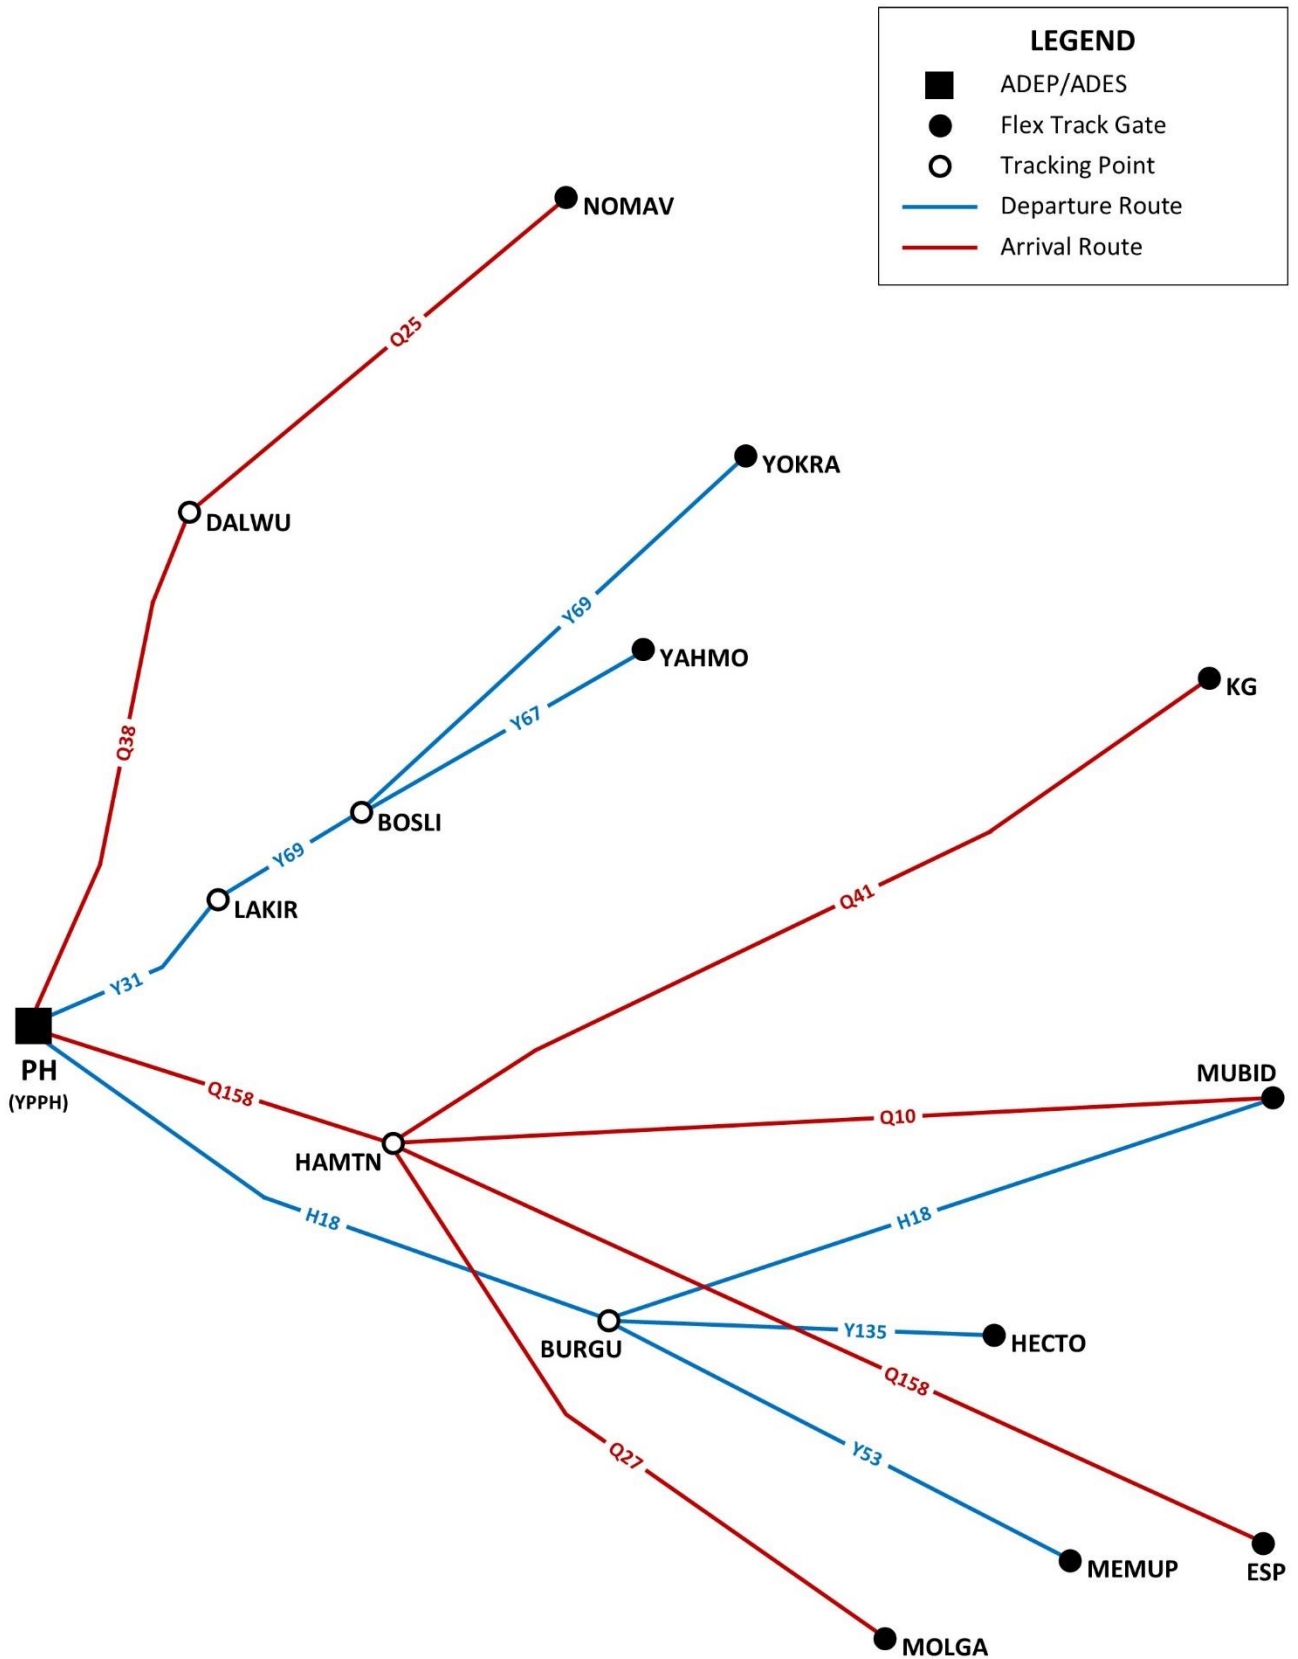 LEGEND
ADEP/ADES
Flex Track Gate
Tracking Point
Departure Route
Arrival Route
NOMAV
Q25
YOKRA
DALWU
Y69
YAHMO
KG
Y67
Q38
BOSLI
Y69
Q41
LAKIR
Y31
PH
(YPPH)
MUBID
Q158
Q10
HAMTN
H18
H18
Y135
HECTO
BURGU
Q158
Y53
Q27
MEMUP
ESP
MOLGA